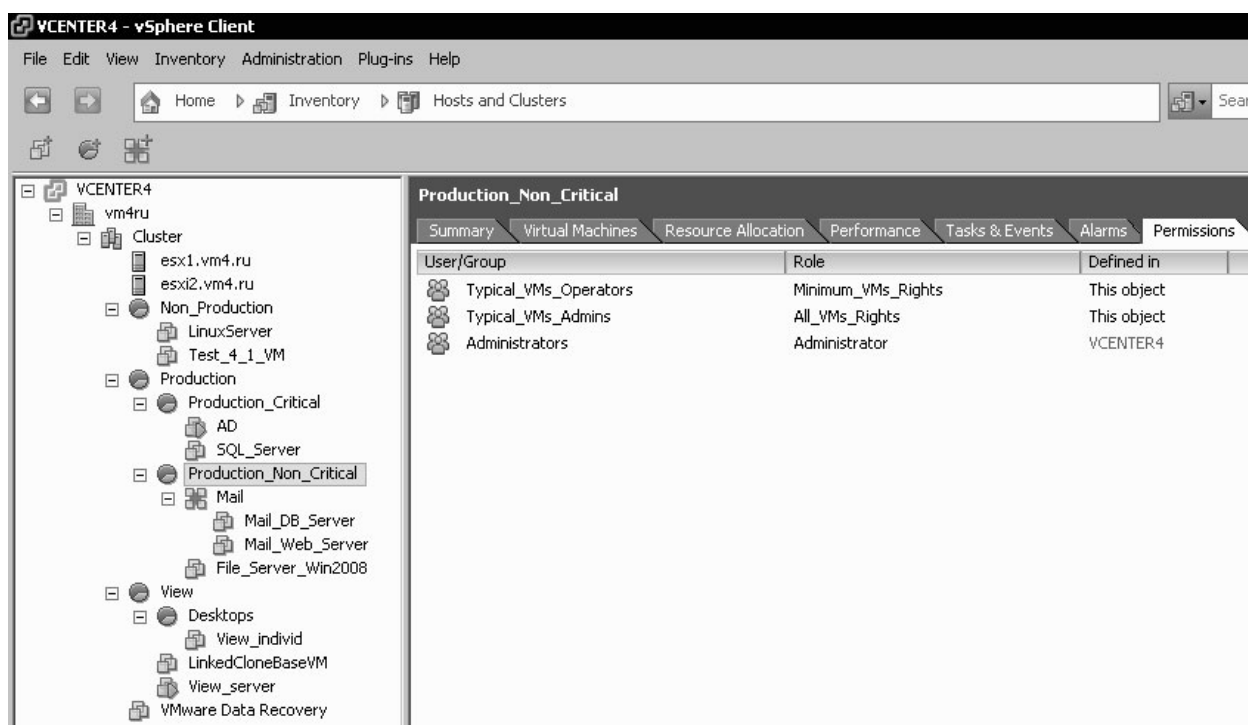 VCENTER4 - vSphere Client
File Edit View Inventory Administration Plug-ins Help
Home Inventory Hosts and Clusters
VCENTER4
vm4ru
Cluster
esx1.vm4.ru
esxi2.vm4.ru
Non_Production
LinuxServer
Test_4_1_VM
Production
Production_Critical
AD
SQL_Server
Production_Non_Critical
Mail
Mail_DB_Server
Mail_Web_Server
File_Server_Win2008
View
Desktops
View_individ
LinkedCloneBaseVM
View_server
VMware Data Recovery
Production_Non_Critical
Summary Virtual Machines Resource Allocation Performance Tasks & Events Alarms Permissions
User/Group Role Defined in
Typical_VMs_Operators Minimum_VMs_Rights This object
Typical_VMs_Admins All_VMs_Rights This object
Administrators Administrator VCENTER4